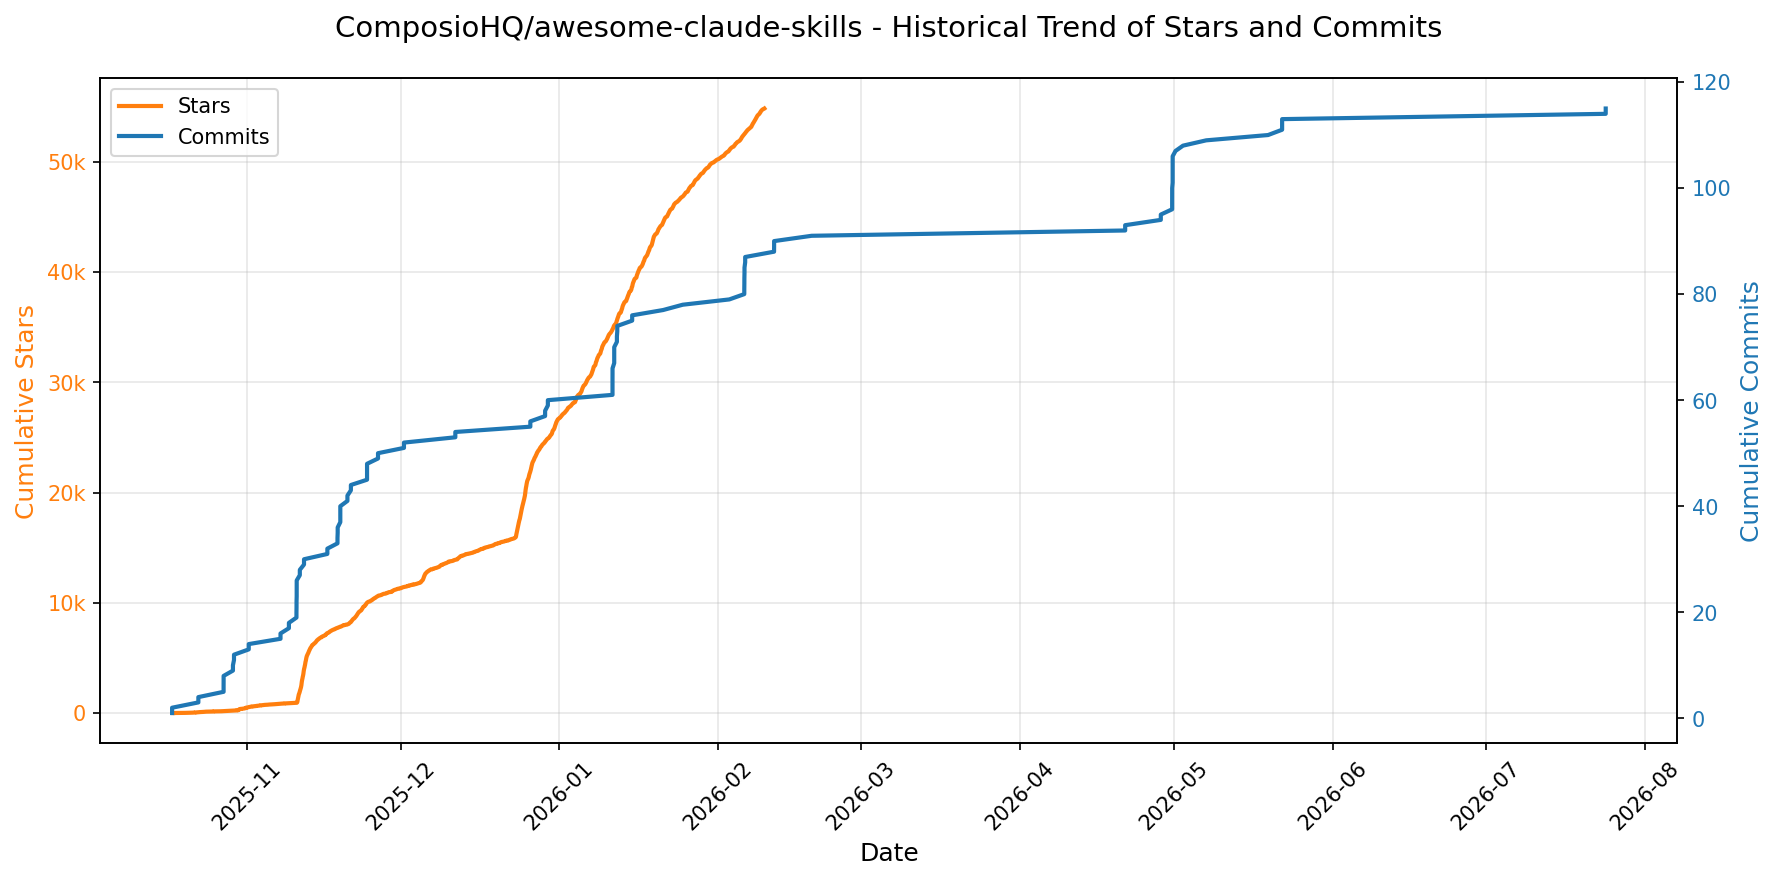 ComposioHQ/awesome-claude-skills - Historical Trend of Stars and Commits
Stars
Commits
Cumulative Stars
50k
40k
30k
20k
10k
0
120
100
80
60
40
20
0
Cumulative Commits
2025-11
2025-12
2026-01
2026-02
2026-03
2026-04
2026-05
2026-06
2026-07
2026-08
Date